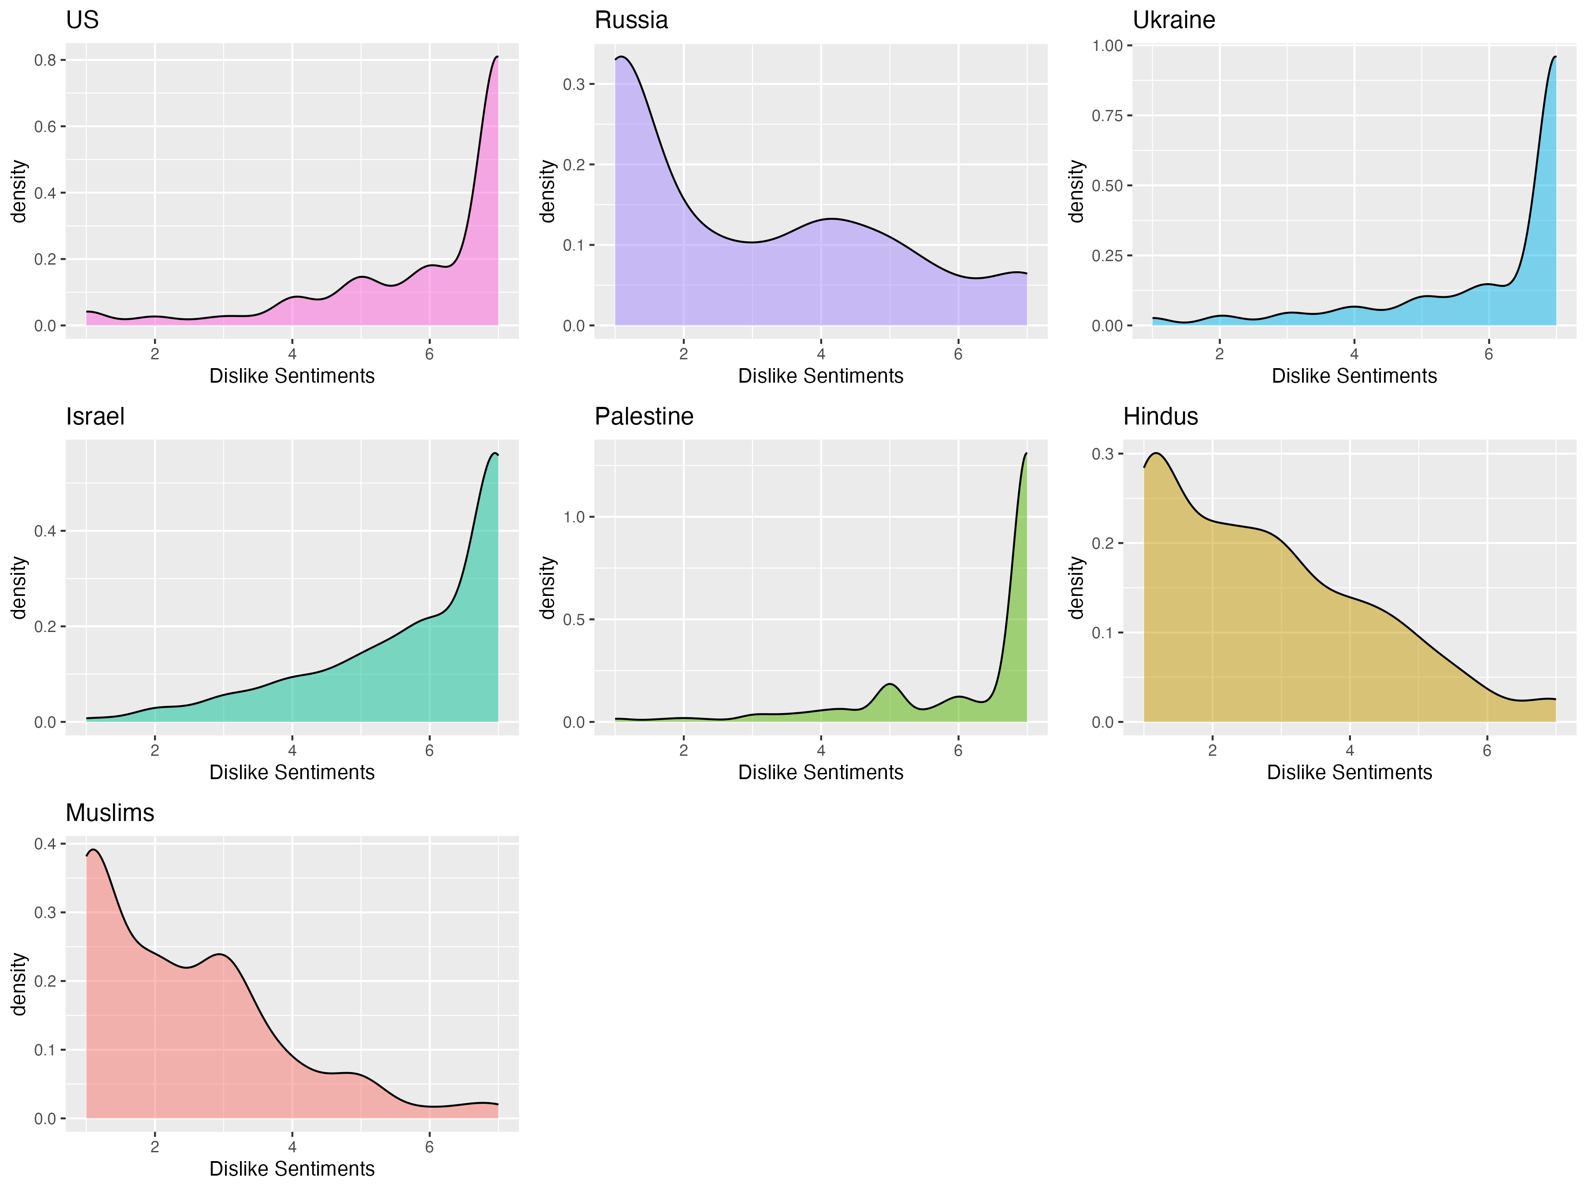 US
Russia
Ukraine
0.8
0.6
0.4
0.2
0.0
density
2 4 6
Dislike Sentiments
0.3
0.2
0.1
0.0
density
2 4 6
Dislike Sentiments
1.00
0.75
0.50
0.25
0.00
density
2 4 6
Dislike Sentiments
Israel
Palestine
Hindus
0.4
0.2
0.0
density
2 4 6
Dislike Sentiments
1.0
0.5
0.0
density
2 4 6
Dislike Sentiments
0.3
0.2
0.1
0.0
density
2 4 6
Dislike Sentiments
Muslims
0.4
0.3
0.2
0.1
0.0
density
2 4 6
Dislike Sentiments